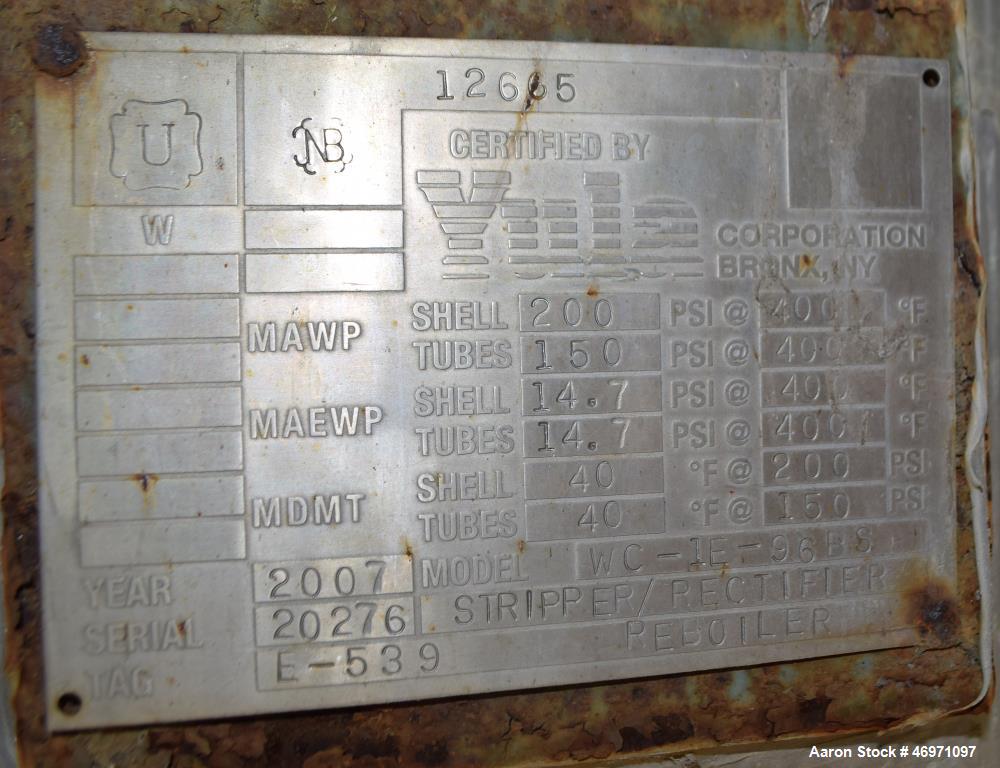 12665
U
NB
CERTIFIED BY
Yula
W
CORPORATION
BRONX, NY
MAWP SHELL 200 PSI @ 400 °F
TUBES 150 PSI @ 400 °F
MAEWP SHELL 14.7 PSI @ 400 °F
TUBES 14.7 PSI @ 400 °F
MDMT SHELL 40 °F @ 200 PSI
TUBES 40 °F @ 150 PSI
YEAR 2007 MODEL WC-1E-96BS
SERIAL 20276 STRIPPER/RECTIFIER
REBOILER
TAG E-539
Aaron Stock # 46971097